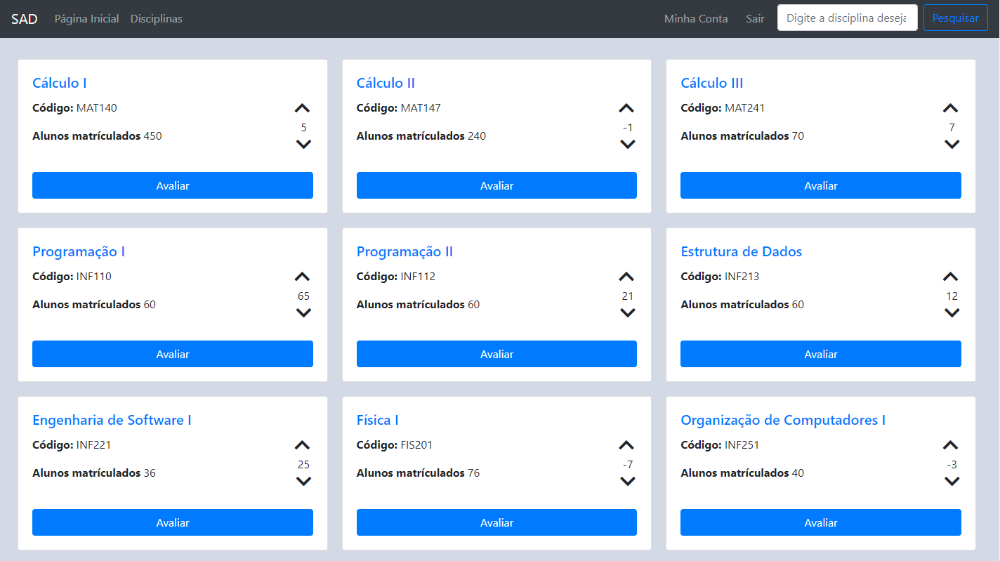 SAD Página Inicial Disciplinas Minha Conta Sair Digite a disciplina deseja Pesquisar
Cálculo I
Código: MAT140
5
Alunos matrículados 450
Avaliar
Cálculo II
Código: MAT147
-1
Alunos matrículados 240
Avaliar
Cálculo III
Código: MAT241
7
Alunos matrículados 70
Avaliar
Programação I
Código: INF110
65
Alunos matrículados 60
Avaliar
Programação II
Código: INF112
21
Alunos matrículados 60
Avaliar
Estrutura de Dados
Código: INF213
12
Alunos matrículados 60
Avaliar
Engenharia de Software I
Código: INF221
25
Alunos matrículados 36
Avaliar
Física I
Código: FIS201
-7
Alunos matrículados 76
Avaliar
Organização de Computadores I
Código: INF251
-3
Alunos matrículados 40
Avaliar